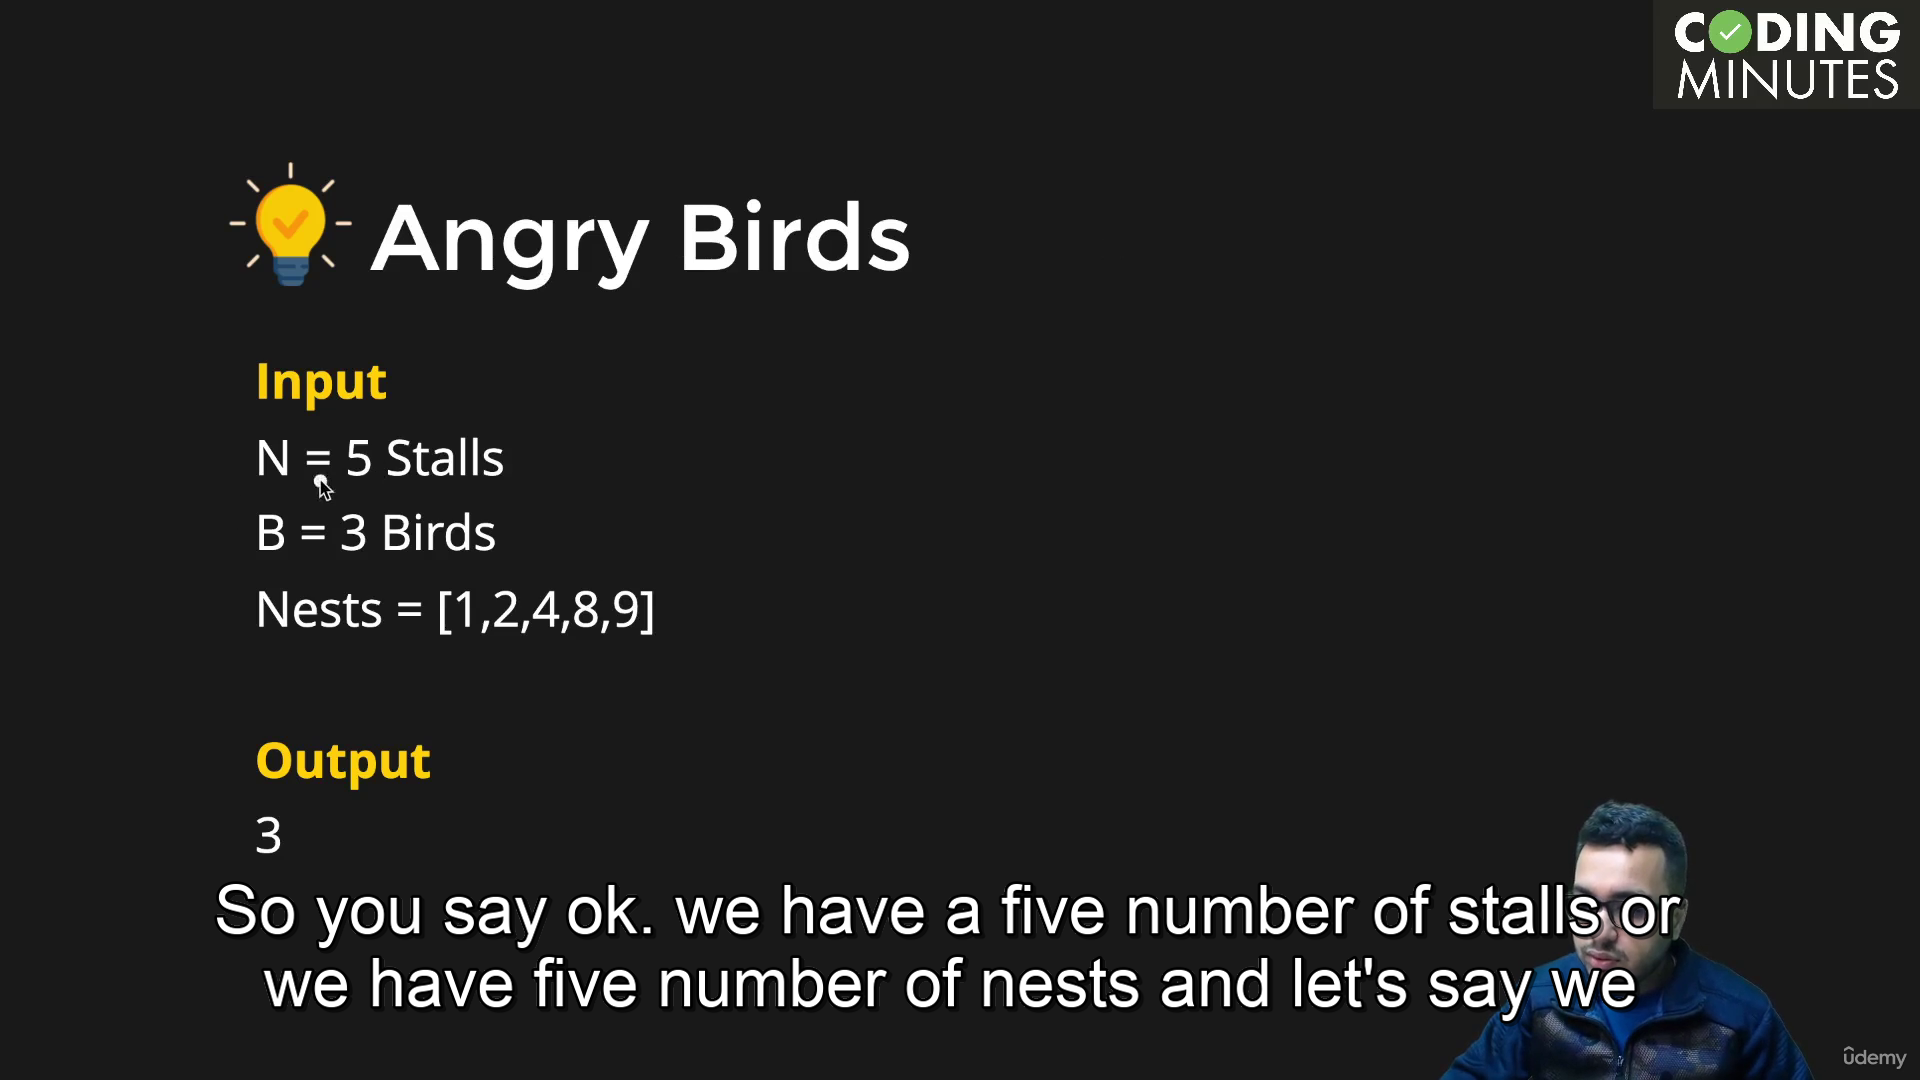 CODING
MINUTES
Angry Birds
Input
N = 5 Stalls
B = 3 Birds
Nests = [1,2,4,8,9]
Output
3
So you say ok. we have a five number of stalls or
we have five number of nests and let's say we
ûdemy